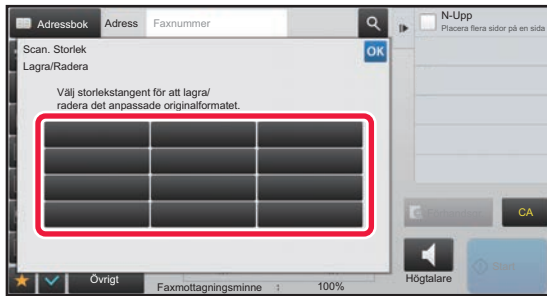 Adressbok
Adress
Faxnummer
N-Upp
Placera flera sidor på en sida
Scan. Storlek
OK
Lagra/Radera
Välj storlekstangent för att lagra/
radera det anpassade originalformatet.
CA
Högtalare
Start
Övrigt
Faxmottagningsminne : 100%